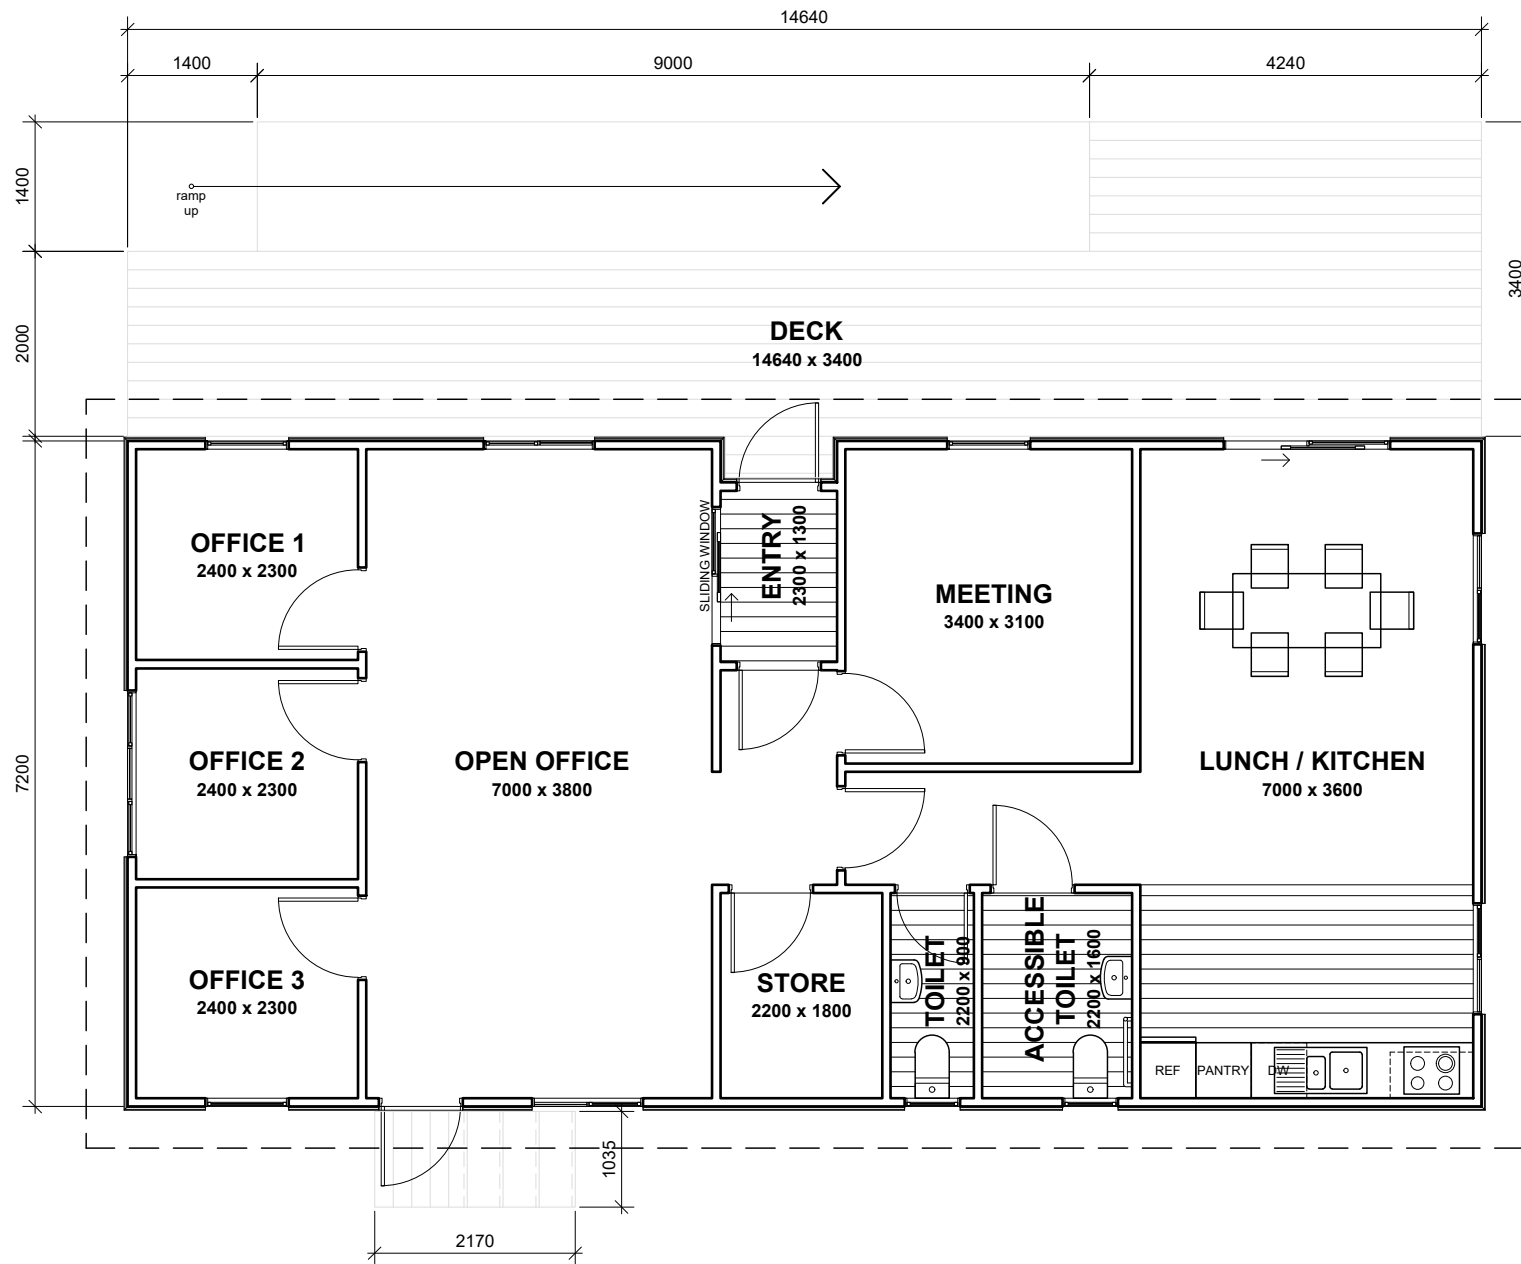 14640
1400
9000
4240
1400
ramp
up
3400
2000
DECK
14640 x 3400
SLIDING WINDOW
ENTRY
2300 x 1300
OFFICE 1
2400 x 2300
MEETING
3400 x 3100
7200
OFFICE 2
2400 x 2300
OPEN OFFICE
7000 x 3800
LUNCH / KITCHEN
7000 x 3600
OFFICE 3
2400 x 2300
STORE
2200 x 1800
TOILET
2200 x 900
ACCESSIBLE
TOILET
2200 x 1600
REF
PANTRY
DW
1035
2170